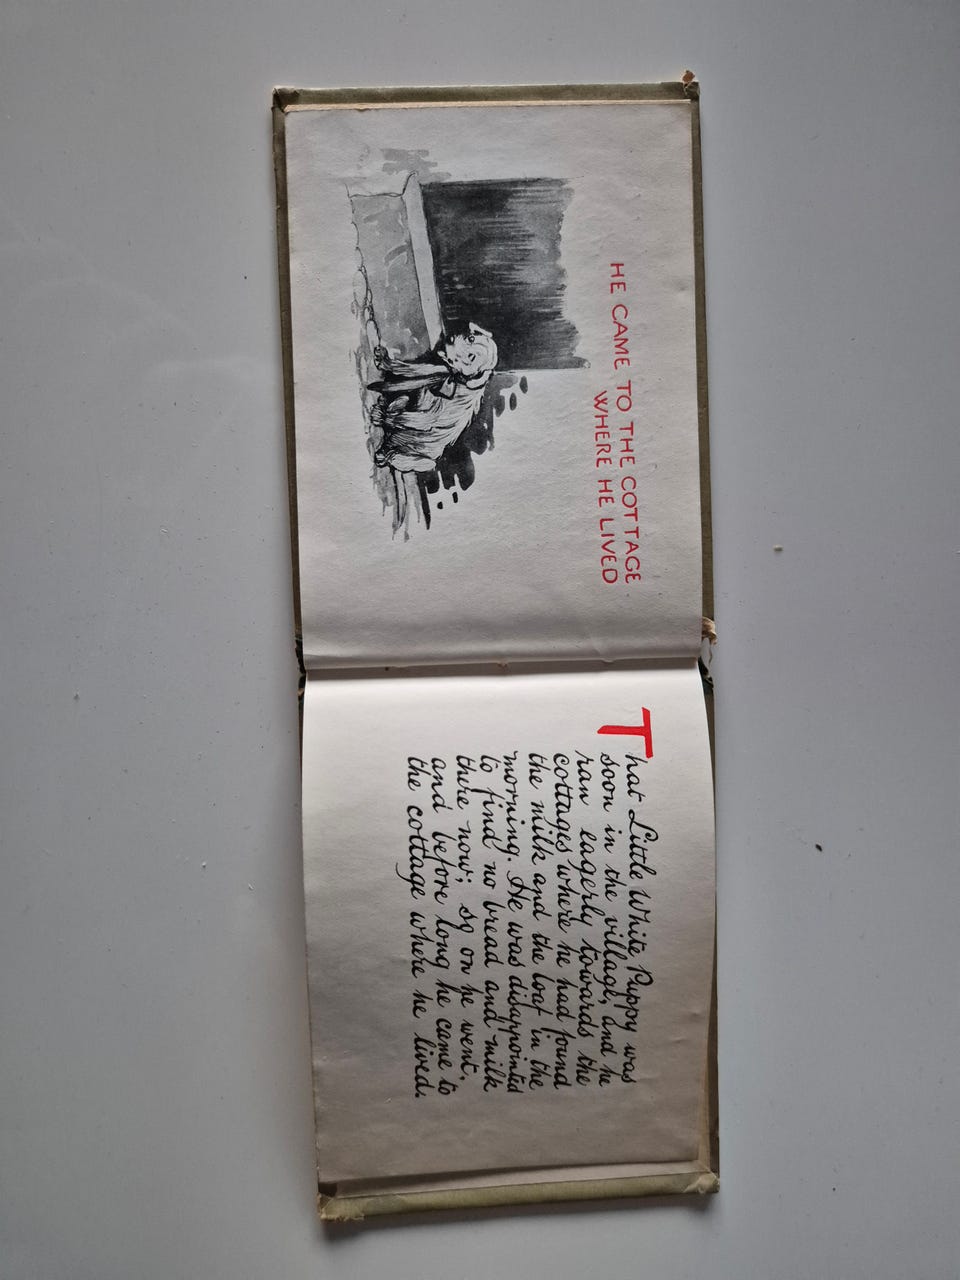 HE CAME TO THE COTTAGE
WHERE HE LIVED
That Little White Puppy was
soon in the village, and he
ran eagerly towards the
cottages where he had found
the milk and the loaf in the
morning. He was disappointed
to find no bread and milk
there now; so on he went,
and before long he came to
the cottage where he lived.